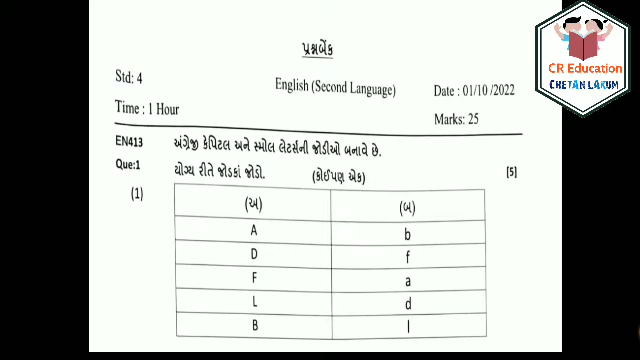 CR Education
CHETAN LAKUM
પ્રશ્નબેંક
Std: 4
English (Second Language)
Date : 01/10 /2022
Time : 1 Hour
Marks: 25
EN413 અંગ્રેજી કેપિટલ અને સ્મોલ લેટર્સની જોડીઓ બનાવે છે.
Que:1 યોગ્ય રીતે જોડકાં જોડો. (કોઈપણ એક) [5]
(1) (અ) (બ)
A b
D f
F a
L d
B l